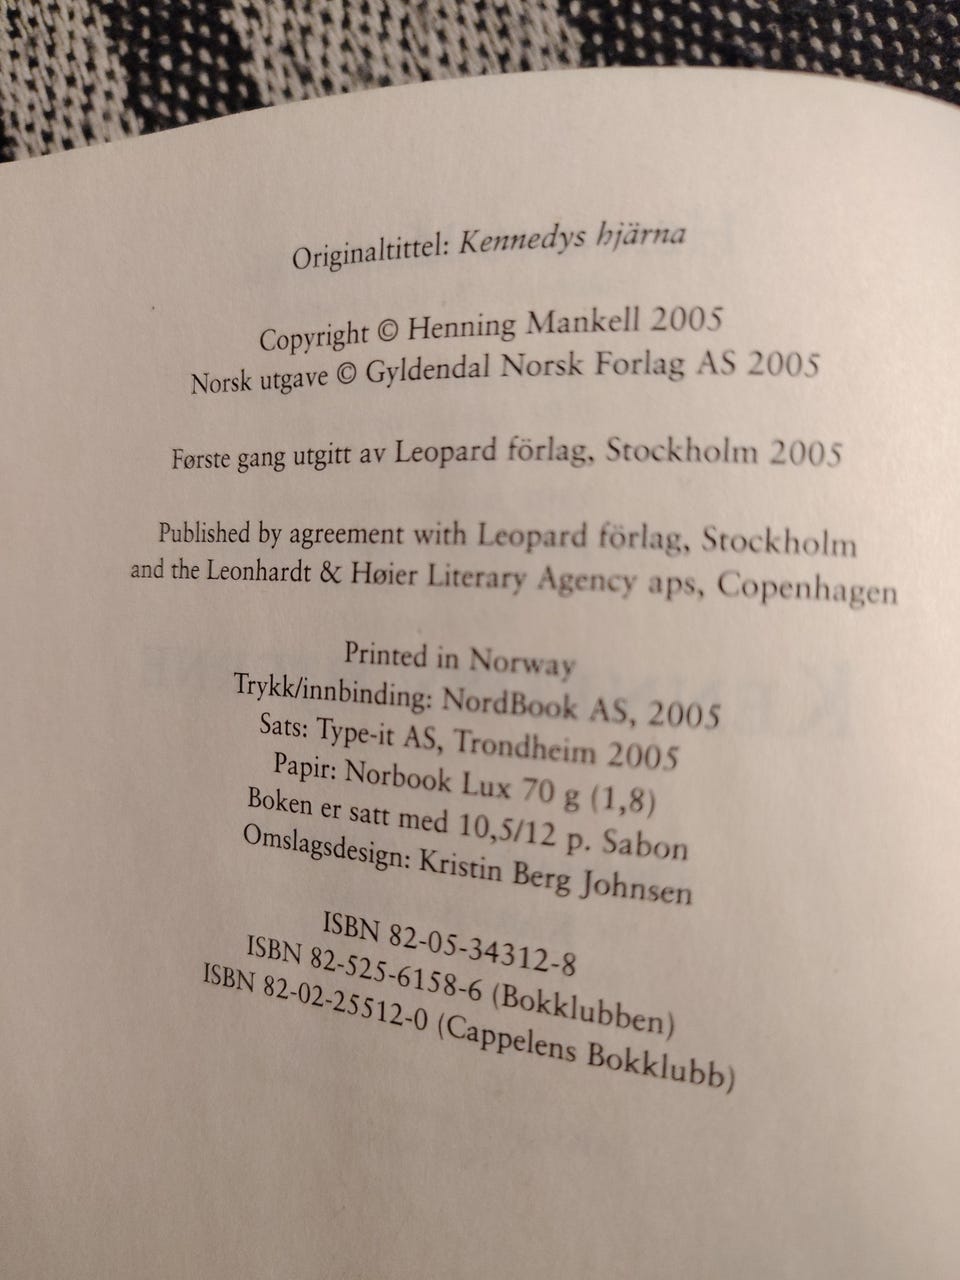 Originaltittel: Kennedys hjärna
Copyright © Henning Mankell 2005
Norsk utgave © Gyldendal Norsk Forlag AS 2005
Første gang utgitt av Leopard förlag, Stockholm 2005
Published by agreement with Leopard förlag, Stockholm
and the Leonhardt & Høier Literary Agency aps, Copenhagen
Printed in Norway
Trykk/innbinding: NordBook AS, 2005
Sats: Type-it AS, Trondheim 2005
Papir: Norbook Lux 70 g (1,8)
Boken er satt med 10,5/12 p. Sabon
Omslagsdesign: Kristin Berg Johnsen
ISBN 82-05-34312-8
ISBN 82-525-6158-6 (Bokklubben)
ISBN 82-02-25512-0 (Cappelens Bokklubb)